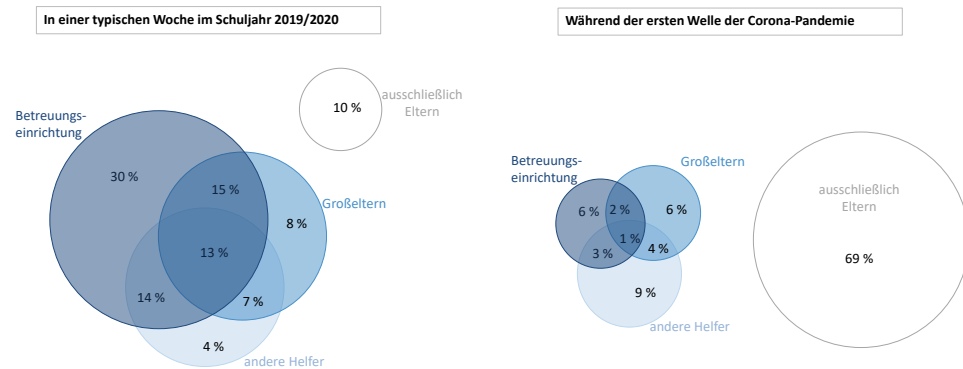 In einer typischen Woche im Schuljahr 2019/2020
10 %
ausschließlich
Eltern
Betreuungs-
einrichtung
30 %
15 %
Großeltern
8 %
13 %
14 %
7 %
4 %
andere Helfer
Während der ersten Welle der Corona-Pandemie
Betreuungs-
einrichtung
Großeltern
6 %
2 %
6 %
1 %
3 %
4 %
9 %
andere Helfer
ausschließlich
Eltern
69 %